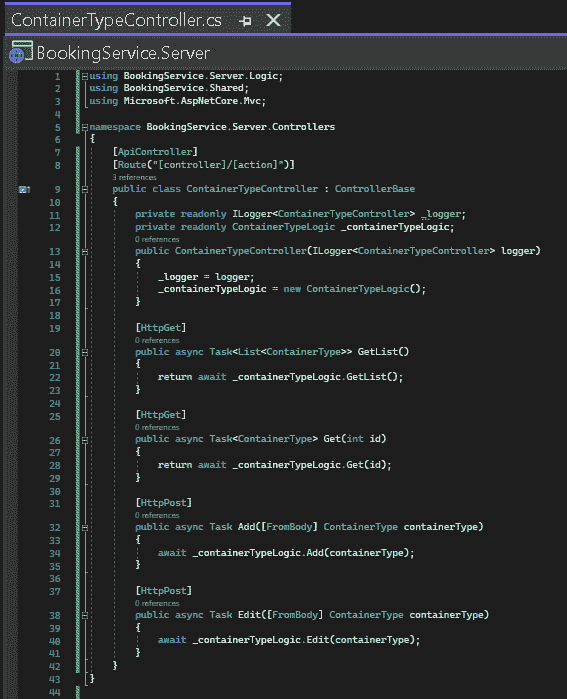 ContainerTypeController.cs
BookingService.Server
1 using BookingService.Server.Logic;
2 using BookingService.Shared;
3 using Microsoft.AspNetCore.Mvc;
4
5 namespace BookingService.Server.Controllers
6 {
7 [ApiController]
8 [Route("[controller]/[action]")]
3 references
9 public class ContainerTypeController : ControllerBase
10 {
11 private readonly ILogger<ContainerTypeController> _logger;
12 private readonly ContainerTypeLogic _containerTypeLogic;
0 references
13 public ContainerTypeController(ILogger<ContainerTypeController> logger)
14 {
15 _logger = logger;
16 _containerTypeLogic = new ContainerTypeLogic();
17 }
18
19 [HttpGet]
0 references
20 public async Task<List<ContainerType>> GetList()
21 {
22 return await _containerTypeLogic.GetList();
23 }
24
25 [HttpGet]
0 references
26 public async Task<ContainerType> Get(int id)
27 {
28 return await _containerTypeLogic.Get(id);
29 }
30
31 [HttpPost]
0 references
32 public async Task Add([FromBody] ContainerType containerType)
33 {
34 await _containerTypeLogic.Add(containerType);
35 }
36
37 [HttpPost]
0 references
38 public async Task Edit([FromBody] ContainerType containerType)
39 {
40 await _containerTypeLogic.Edit(containerType);
41 }
42 }
43 }
44